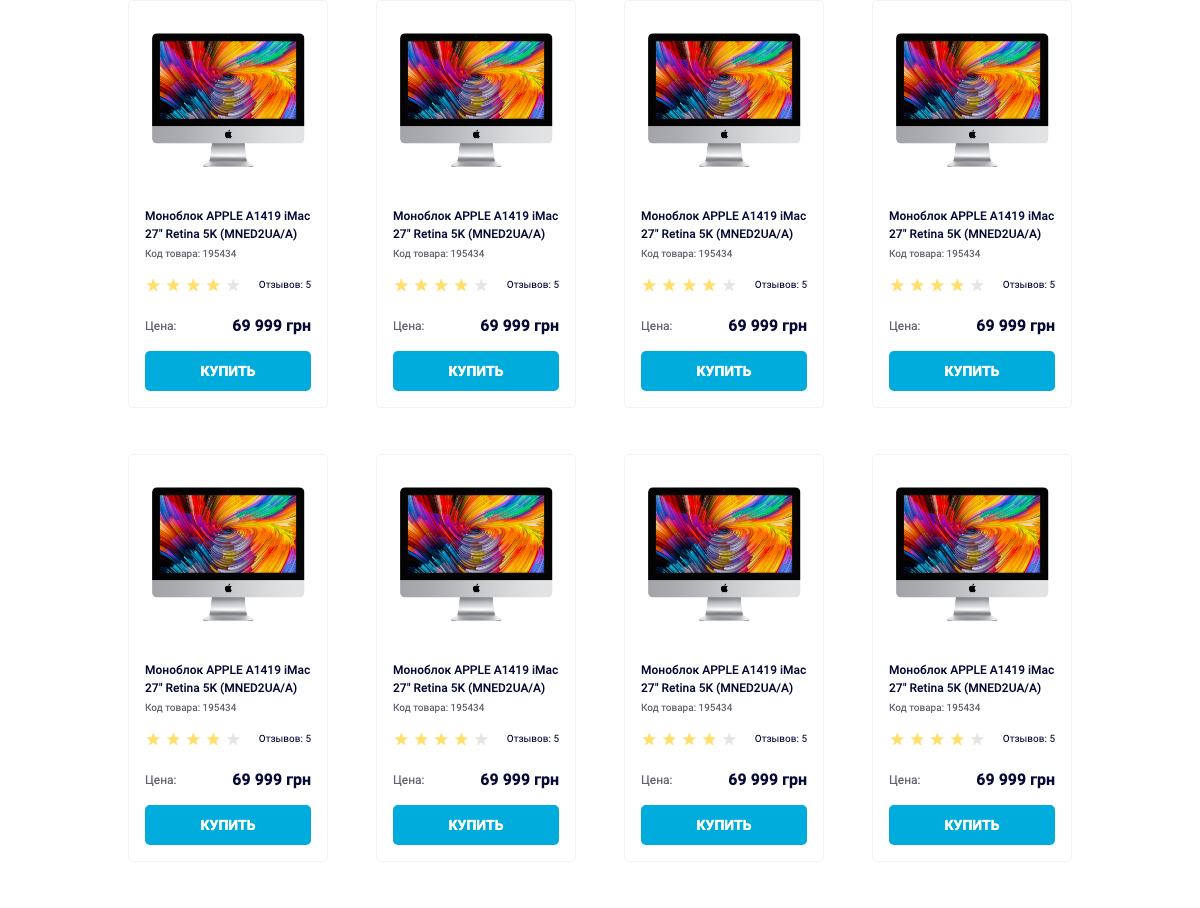 Моноблок APPLE A1419 iMac
27" Retina 5K (MNED2UA/A)
Код товара: 195434
Отзывов: 5
Цена: 69 999 грн
КУПИТЬ
Моноблок APPLE A1419 iMac
27" Retina 5K (MNED2UA/A)
Код товара: 195434
Отзывов: 5
Цена: 69 999 грн
КУПИТЬ
Моноблок APPLE A1419 iMac
27" Retina 5K (MNED2UA/A)
Код товара: 195434
Отзывов: 5
Цена: 69 999 грн
КУПИТЬ
Моноблок APPLE A1419 iMac
27" Retina 5K (MNED2UA/A)
Код товара: 195434
Отзывов: 5
Цена: 69 999 грн
КУПИТЬ
Моноблок APPLE A1419 iMac
27" Retina 5K (MNED2UA/A)
Код товара: 195434
Отзывов: 5
Цена: 69 999 грн
КУПИТЬ
Моноблок APPLE A1419 iMac
27" Retina 5K (MNED2UA/A)
Код товара: 195434
Отзывов: 5
Цена: 69 999 грн
КУПИТЬ
Моноблок APPLE A1419 iMac
27" Retina 5K (MNED2UA/A)
Код товара: 195434
Отзывов: 5
Цена: 69 999 грн
КУПИТЬ
Моноблок APPLE A1419 iMac
27" Retina 5K (MNED2UA/A)
Код товара: 195434
Отзывов: 5
Цена: 69 999 грн
КУПИТЬ